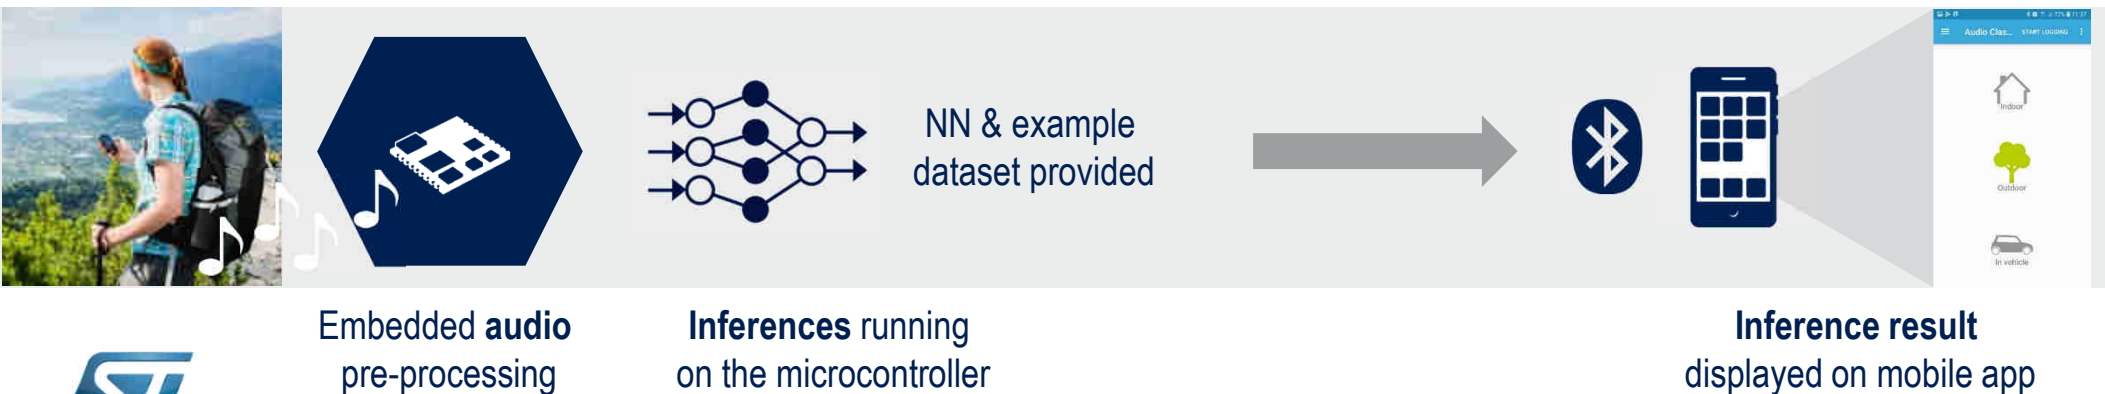 Audio Clas... START LOGGING
Indoor
Outdoor
In vehicle
NN & example
dataset provided
Embedded audio
pre-processing
Inferences running
on the microcontroller
Inference result
displayed on mobile app
ST